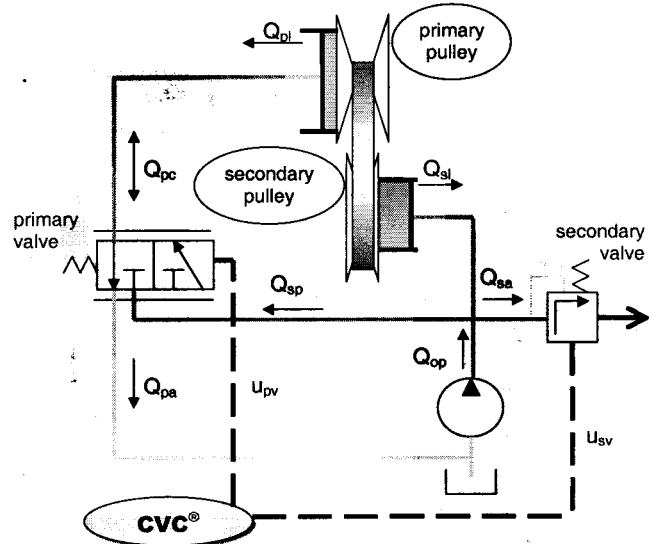 Q_pl
primary
pulley
Q_pc
secondary
pulley
Q_sl
primary
valve
secondary
valve
Q_sp
Q_sa
Q_pa
u_pv
Q_op
u_sv
CVC®